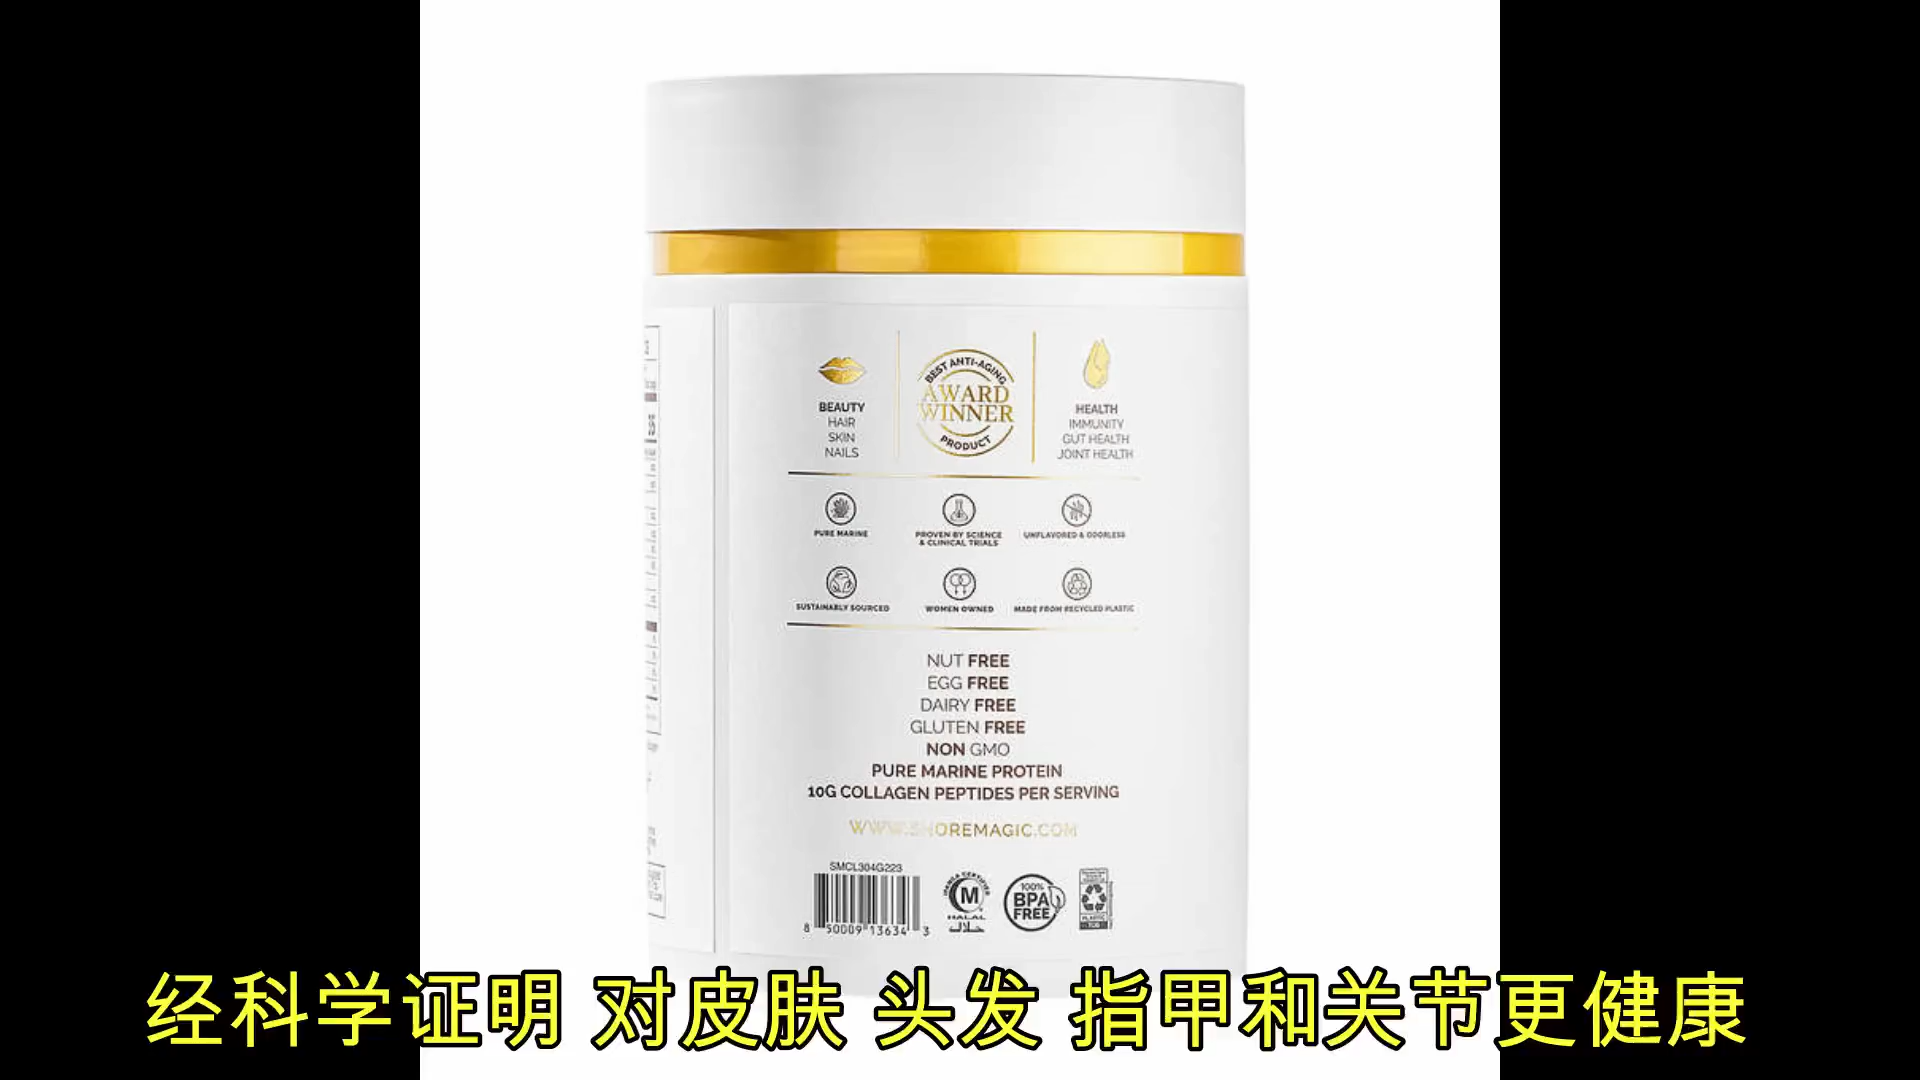 BEAUTY
HAIR
SKIN
NAILS
BEST ANTI-AGING
AWARD
WINNER
PRODUCT
HEALTH
IMMUNITY
GUT HEALTH
JOINT HEALTH
PURE MARINE
PROVEN BY SCIENCE
& CLINICAL TRIALS
UNFLAVORED & ODORLESS
SUSTAINABLY SOURCED
WOMEN OWNED
MADE FROM RECYCLED PLASTIC
NUT FREE
EGG FREE
DAIRY FREE
GLUTEN FREE
NON GMO
PURE MARINE PROTEIN
10G COLLAGEN PEPTIDES PER SERVING
WWW.SHOREMAGIC.COM
SMCL304G223
8 50009 13634 3
IFANCA CERTIFIED
M
HALAL
حلال
100%
BPA
FREE
经科学证明 对皮肤 头发 指甲和关节更健康